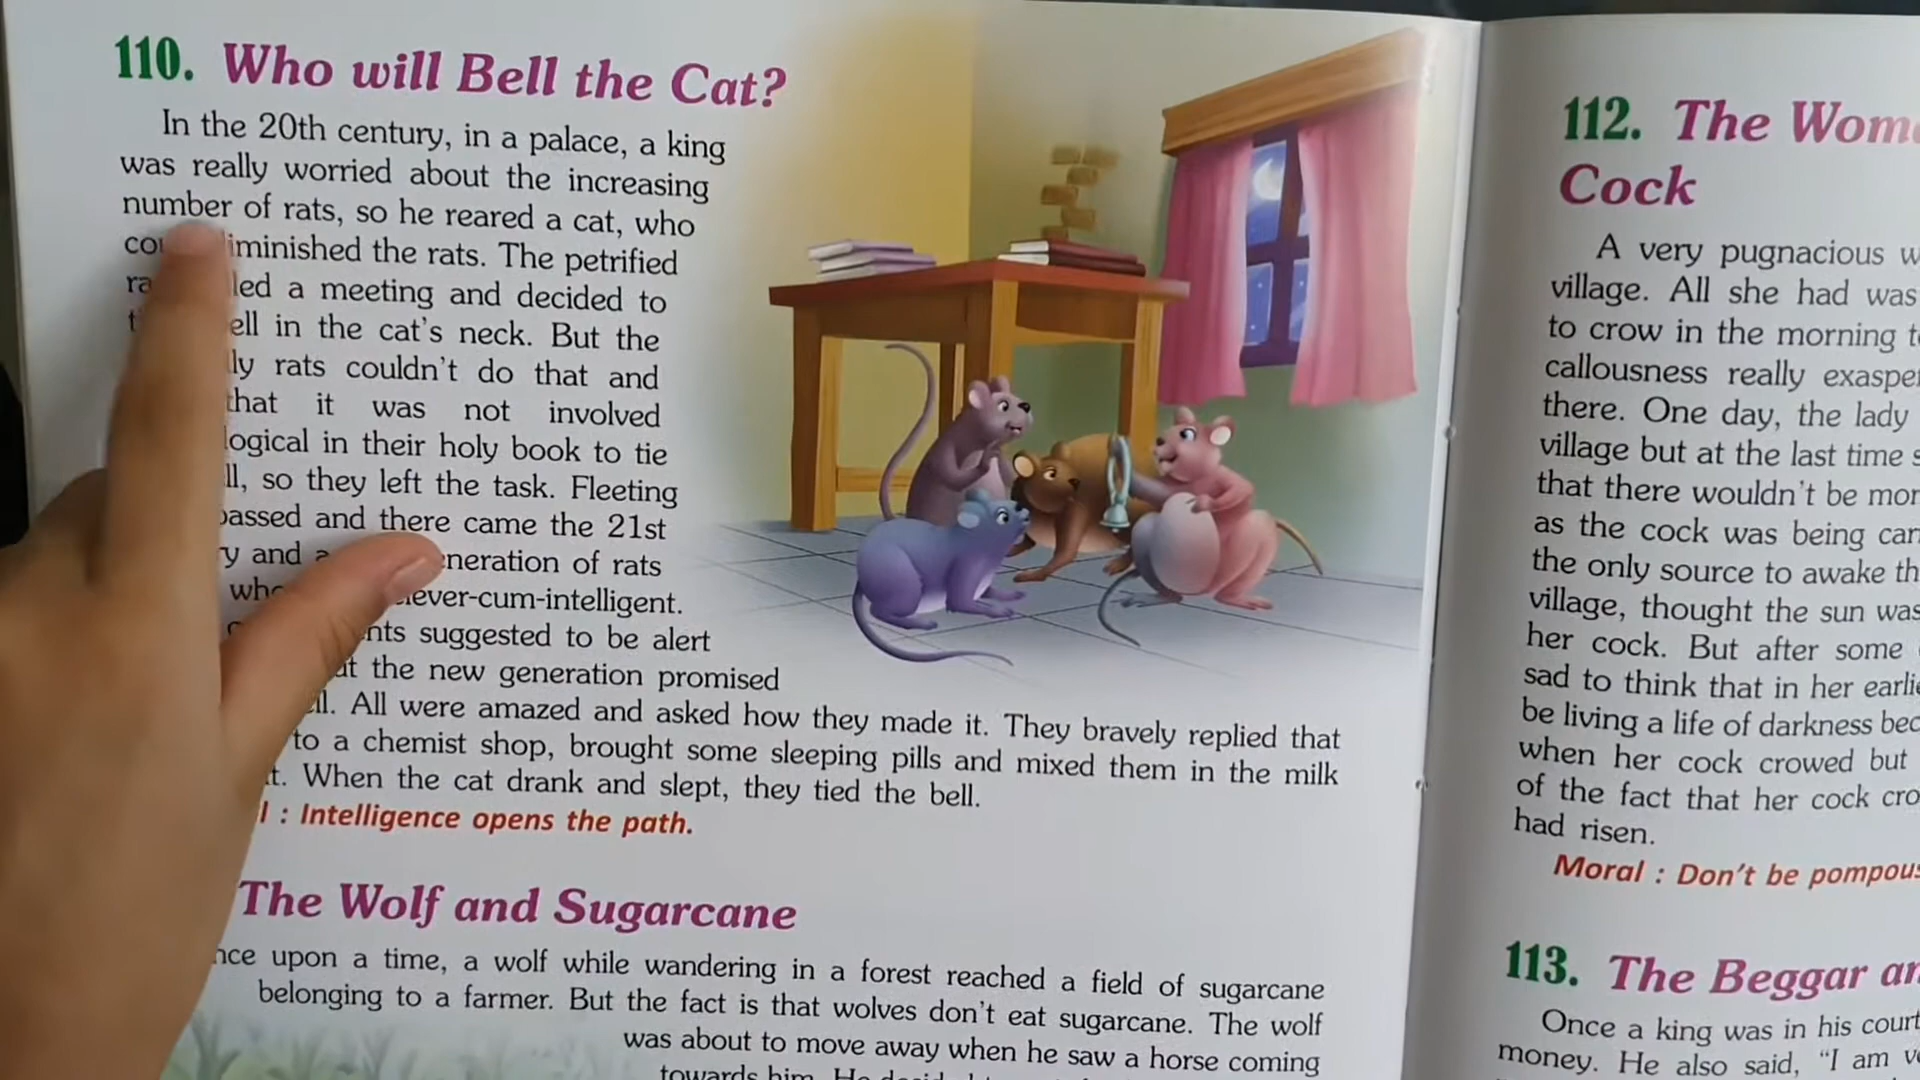 110. Who will Bell the Cat?
In the 20th century, in a palace, a king
was really worried about the increasing
number of rats, so he reared a cat, who
iminished the rats. The petrified
led a meeting and decided to
ell in the cat's neck. But the
ly rats couldn't do that and
that it was not involved
logical in their holy book to tie
ll, so they left the task. Fleeting
passed and there came the 21st
y and neration of rats
ever-cum-intelligent.
nts suggested to be alert
the new generation promised
ll. All were amazed and asked how they made it. They bravely replied that
to a chemist shop, brought some sleeping pills and mixed them in the milk
t. When the cat drank and slept, they tied the bell.
l : Intelligence opens the path.
The Wolf and Sugarcane
nce upon a time, a wolf while wandering in a forest reached a field of sugarcane
belonging to a farmer. But the fact is that wolves don't eat sugarcane. The wolf
was about to move away when he saw a horse coming
towards him. He
112. The Wom
Cock
A very pugnacious w
village. All she had was
to crow in the morning t
callousness really exaspe
there. One day, the lady
village but at the last time s
that there wouldn't be mor
as the cock was being car
the only source to awake th
village, thought the sun was
her cock. But after some
sad to think that in her earlie
be living a life of darkness bec
when her cock crowed but
of the fact that her cock cro
had risen.
Moral : Don't be pompous
113. The Beggar an
Once a king was in his court
money. He also said, "I am v